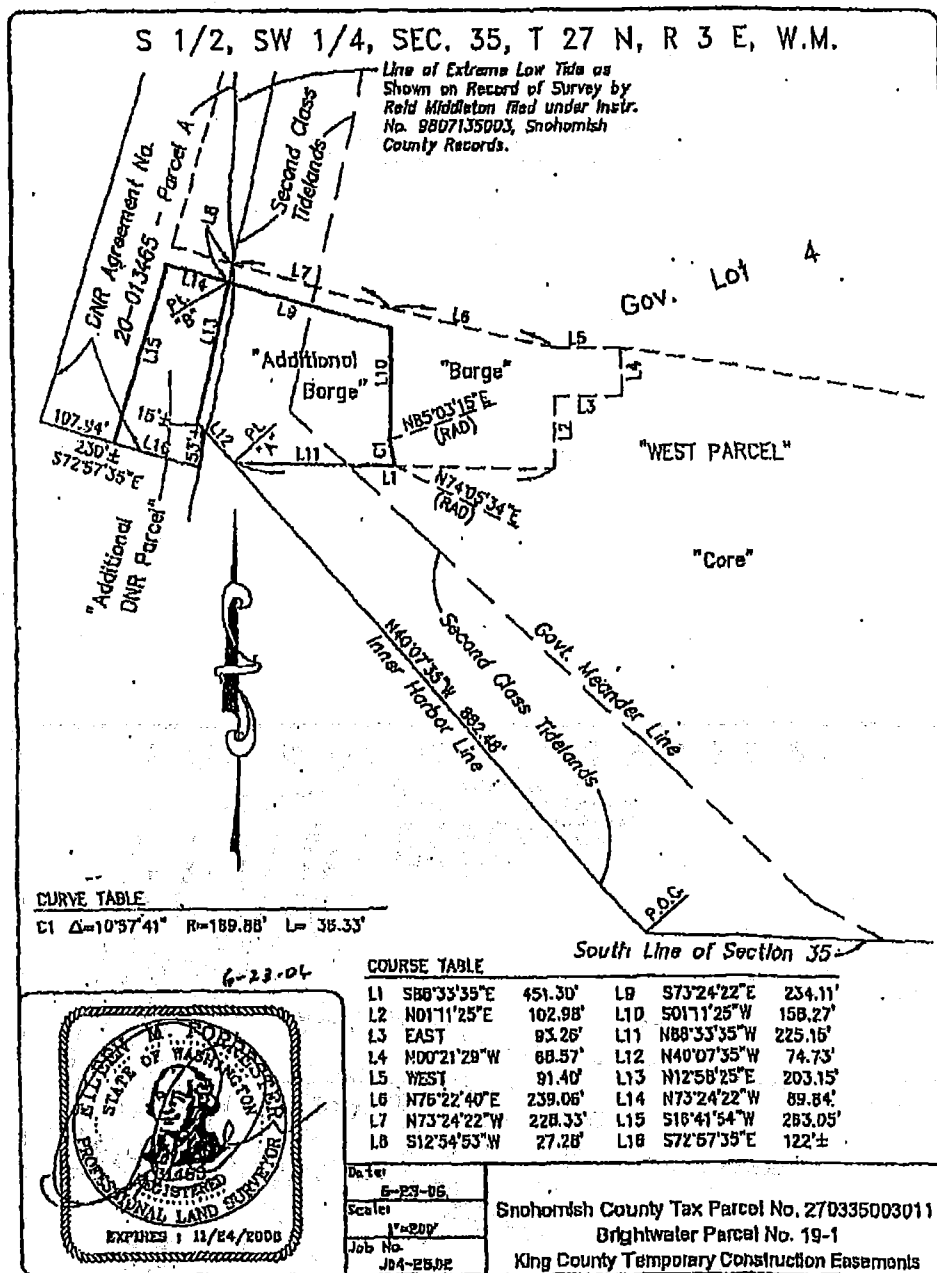 S 1/2, SW 1/4, SEC. 35, T 27 N, R 3 E, W.M.
Line of Extreme Low Tide as
Shown on Record of Survey by
Reid Middleton filed under Instr.
No. 9807135003, Snohomish
County Records.
DNR Agreement No.
20-013465 - Parcel A
Second Class
Tidelands
Gov. Lot 4
L8
L7
L6
L5
L4
L3
L2
L14
Pt. "B"
L9
L13
L15
L10
"Additional
Barge"
"Barge"
N85°03'15"E
(RAD)
"WEST PARCEL"
107.94'
15'±
L16
53'±
L12
Pt. "A"
L11
C1
L1
230'±
S72°57'35"E
N74°05'34"E
(RAD)
"Core"
"Additional
DNR Parcel"
N40°07'35"W 882.48'
Inner Harbor Line
Second Class Tidelands
Govt. Meander Line
P.O.C.
South Line of Section 35
CURVE TABLE
C1 Δ=10°57'41" R=189.88' L= 36.33'
6-23-06
COURSE TABLE
L1 S88°33'35"E 451.30' L9 S73°24'22"E 234.11'
L2 N01°11'25"E 102.98' L10 S01°11'25"W 158.27'
L3 EAST 93.26' L11 N88°33'35"W 225.15'
L4 N00°21'29"W 68.57' L12 N40°07'35"W 74.73'
L5 WEST 91.40' L13 N12°58'25"E 203.15'
L6 N76°22'40"E 239.06' L14 N73°24'22"W 89.84'
L7 N73°24'22"W 228.33' L15 S16°41'54"W 263.05'
L8 S12°54'53"W 27.28' L16 S72°57'35"E 122'±
EILEEN M. FORRESTER
STATE OF WASHINGTON
REGISTERED
PROFESSIONAL LAND SURVEYOR
EXPIRES : 11/24/2006
Date:
6-23-06
Scale:
1"=200'
Job No.
J04-25.02
Snohomish County Tax Parcel No. 270335003011
Brightwater Parcel No. 19-1
King County Temporary Construction Easements